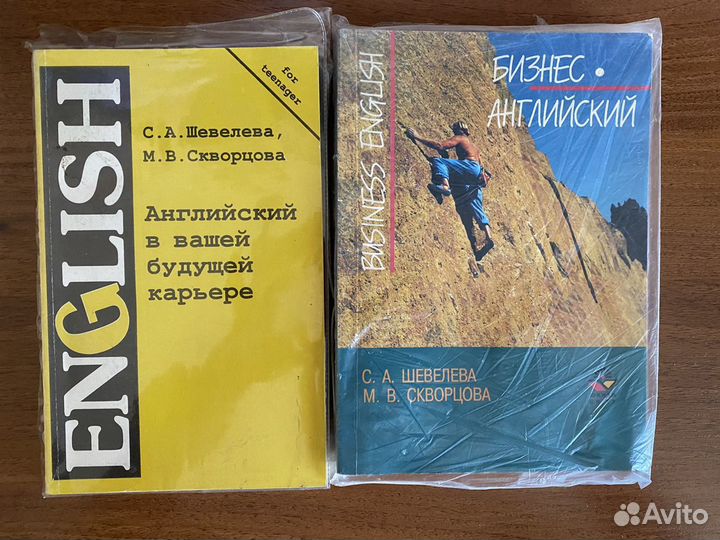 ENGLISH
for
teenager
С.А.Шевелева,
М.В.Скворцова
Английский
в вашей
будущей
карьере
BUSINESS ENGLISH
БИЗНЕС •
АНГЛИЙСКИЙ
С. А. ШЕВЕЛЕВА
М. В. СКВОРЦОВА
Avito